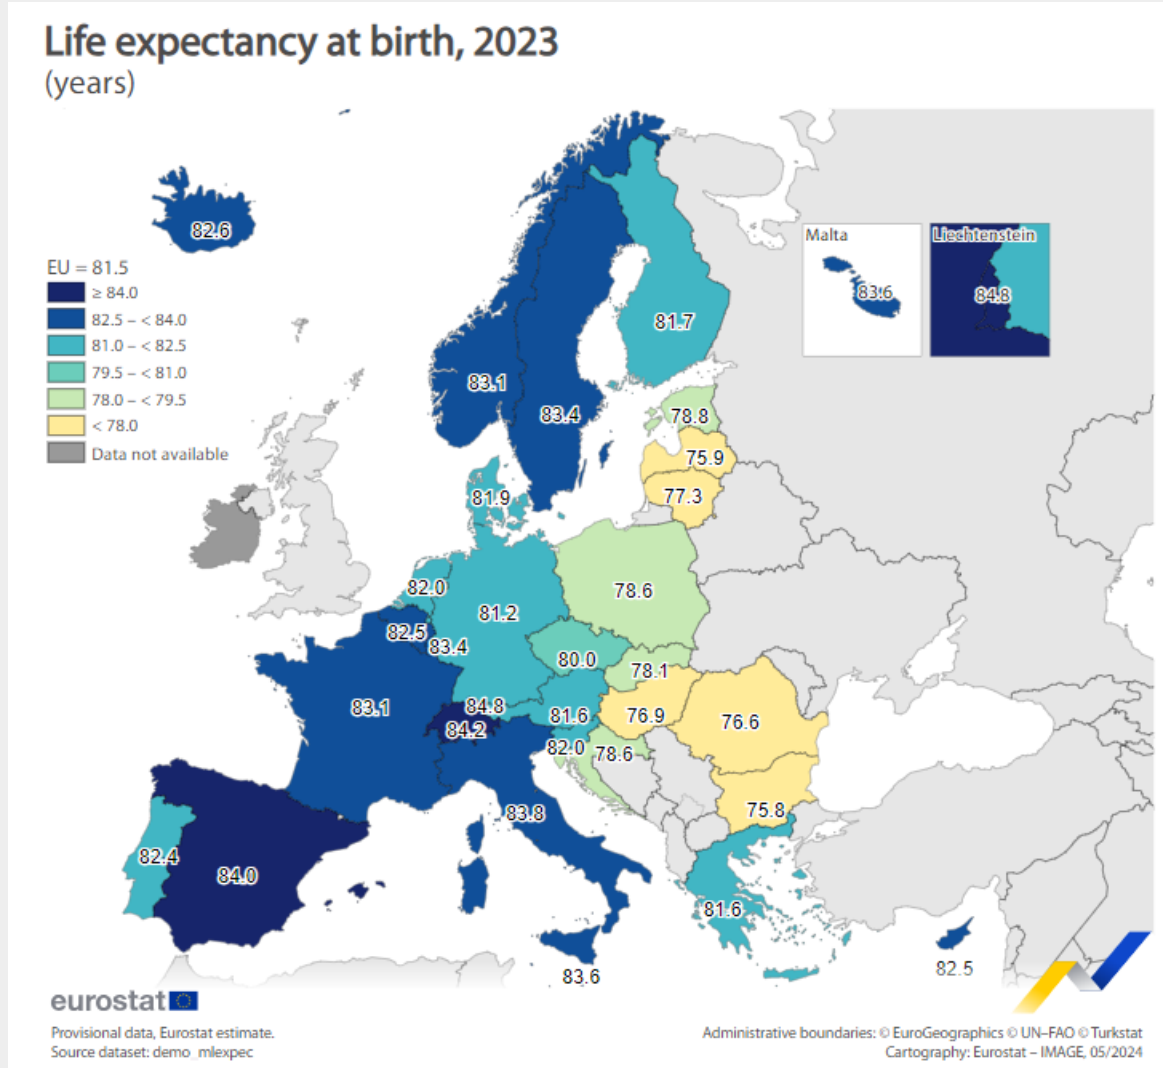 Life expectancy at birth, 2023
(years)
82.6
EU = 81.5
≥ 84.0
82.5 – < 84.0
81.0 – < 82.5
79.5 – < 81.0
78.0 – < 79.5
< 78.0
Data not available
Malta
83.6
Liechtenstein
84.8
81.7
83.1
83.4
78.8
75.9
77.3
81.9
82.0
81.2
78.6
82.5
83.4
80.0
78.1
83.1
84.8
84.2
81.6
76.9
76.6
82.0
78.6
83.8
75.8
82.4
84.0
81.6
83.6
82.5
eurostat
Provisional data, Eurostat estimate.
Source dataset: demo_mlexpec
Administrative boundaries: © EuroGeographics © UN–FAO © Turkstat
Cartography: Eurostat – IMAGE, 05/2024